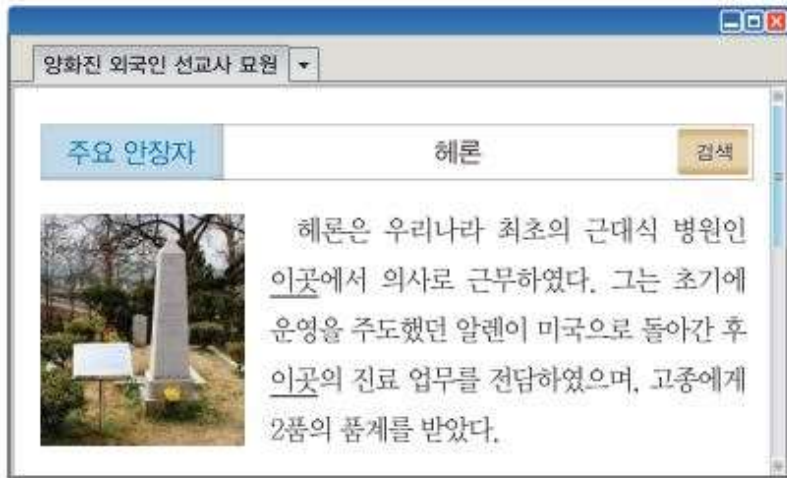 양화진 외국인 선교사 묘원
주요 안장자
헤론
검색
헤론은 우리나라 최초의 근대식 병원인
이곳에서 의사로 근무하였다. 그는 초기에
운영을 주도했던 알렌이 미국으로 돌아간 후
이곳의 진료 업무를 전담하였으며, 고종에게
2품의 품계를 받았다.